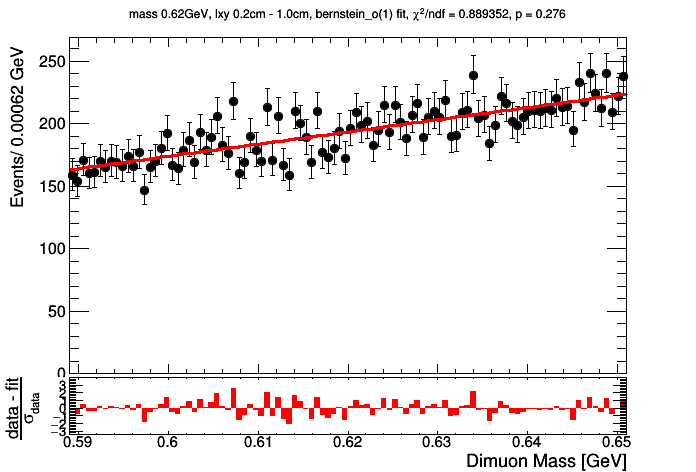 mass 0.62GeV, lxy 0.2cm - 1.0cm, bernstein_o(1) fit, χ²/ndf = 0.889352, p = 0.276
Events/ 0.00062 GeV
250
200
150
100
50
0
data - fit
σdata
3
2
1
0
−1
−2
−3
0.59 0.6 0.61 0.62 0.63 0.64 0.65
Dimuon Mass [GeV]